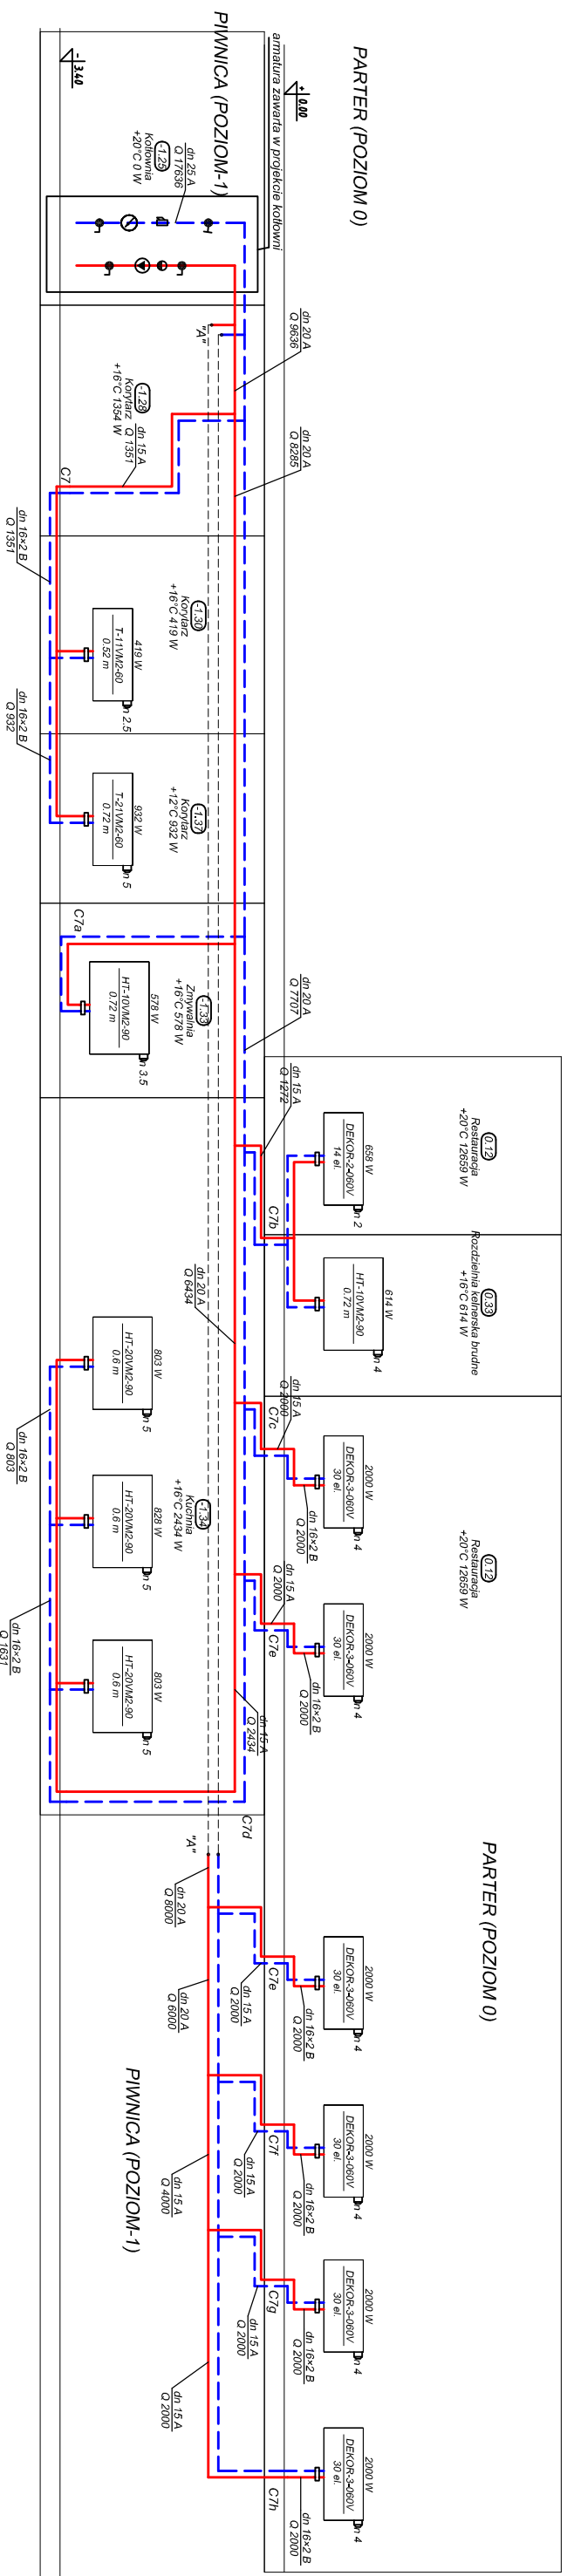 PARTER (POZIOM 0)
+ 0.00
armatura zawarta w projekcie kotłowni
PIWNICA (POZIOM-1)
- 3.40
dn 25 A
Q 17636
-1.25
Kotłownia
+20°C 0 W
"A"
dn 20 A
Q 9636
dn 20 A
Q 8285
-1.28
Korytarz
+16°C 1354 W
dn 15 A
Q 1351
C7
dn 16×2 B
Q 1351
-1.30
Korytarz
+16°C 419 W
419 W
T-11VM2-60
0.52 m
n 2.5
dn 16×2 B
Q 932
-1.37
Korytarz
+12°C 932 W
932 W
T-21VM2-60
0.72 m
n 5
C7a
-1.33
Zmywalnia
+16°C 578 W
578 W
HT-10VM2-90
0.72 m
n 3.5
dn 20 A
Q 7707
dn 15 A
Q 1272
0.12
Restauracja
+20°C 12659 W
658 W
DEKOR-2-060V
14 el.
n 2
C7b
0.33
Rozdzielnia kelnerska brudne
+16°C 614 W
614 W
HT-10VM2-90
0.72 m
n 4
dn 20 A
Q 6434
dn 15 A
Q 2000
C7c
2000 W
DEKOR-3-060V
30 el.
n 4
dn 16×2 B
Q 2000
0.12
Restauracja
+20°C 12659 W
dn 15 A
Q 2000
C7e
2000 W
DEKOR-3-060V
30 el.
n 4
dn 16×2 B
Q 2000
803 W
HT-20VM2-90
0.6 m
n 5
dn 16×2 B
Q 803
-1.34
Kuchnia
+16°C 2434 W
828 W
HT-20VM2-90
0.6 m
n 5
dn 16×2 B
Q 1631
803 W
HT-20VM2-90
0.6 m
n 5
dn 15 A
Q 2434
C7d
"A"
PARTER (POZIOM 0)
dn 20 A
Q 8000
C7e
dn 15 A
Q 2000
2000 W
DEKOR-3-060V
30 el.
n 4
dn 16×2 B
Q 2000
dn 20 A
Q 6000
PIWNICA (POZIOM-1)
C7f
dn 15 A
Q 2000
2000 W
DEKOR-3-060V
30 el.
n 4
dn 16×2 B
Q 2000
dn 15 A
Q 4000
C7g
dn 15 A
Q 2000
2000 W
DEKOR-3-060V
30 el.
n 4
dn 16×2 B
Q 2000
dn 15 A
Q 2000
C7h
2000 W
DEKOR-3-060V
30 el.
n 4
dn 16×2 B
Q 2000